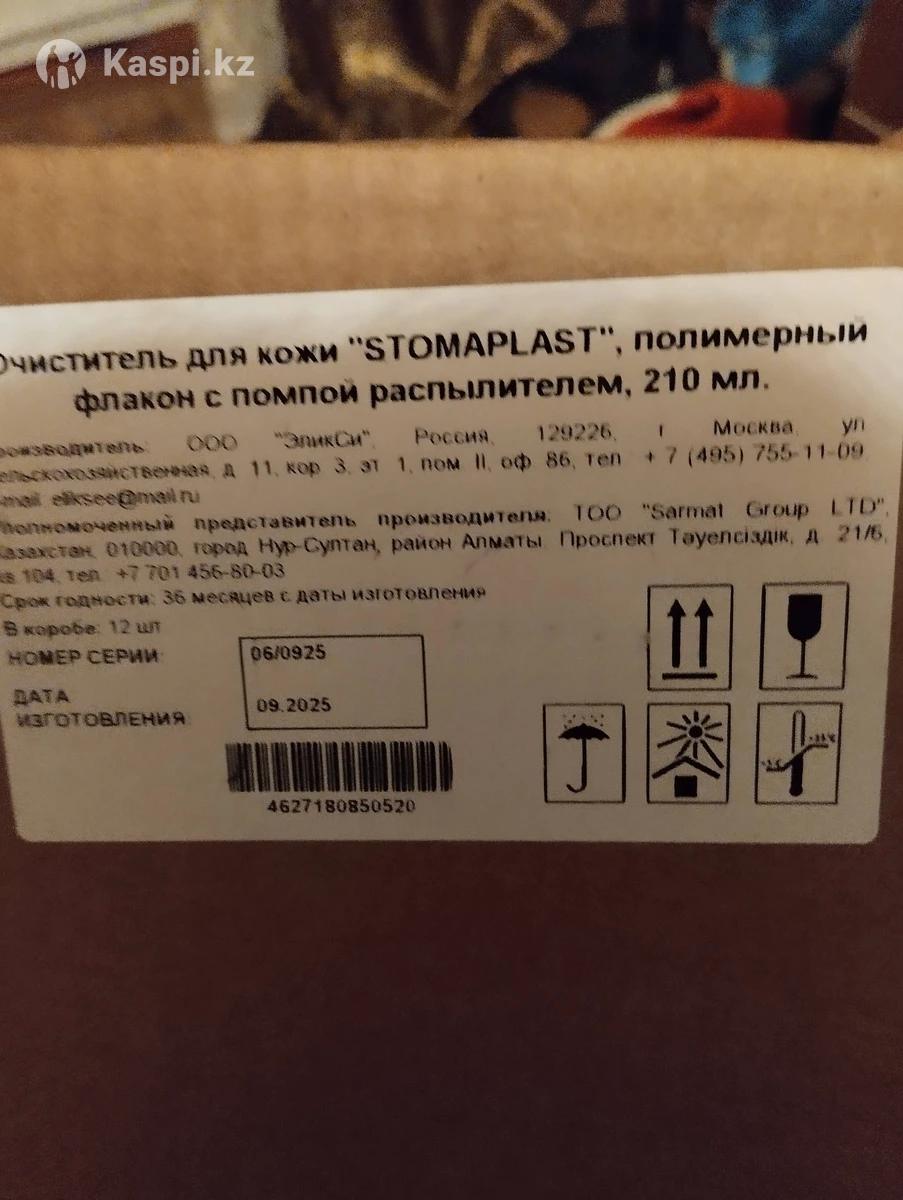 Kaspi.kz
Очиститель для кожи "STOMAPLAST", полимерный
флакон с помпой распылителем, 210 мл.
роизводитель: ООО "ЭликСи", Россия, 129226, г Москва, ул
ельскохозяйственная, д 11, кор 3, эт 1, пом II, оф 86, тел + 7 (495) 755-11-09
-mail: eliksee@mail.ru
полномоченный представитель производителя: ТОО "Sarmat Group LTD",
Казахстан, 010000, город Нур-Султан, район Алматы Проспект Тәуелсіздік, д 21/6,
кв 104, тел +7 701 456-80-03
Срок годности: 36 месяцев с даты изготовления
В коробе: 12 шт
НОМЕР СЕРИИ
06/0925
ДАТА
ИЗГОТОВЛЕНИЯ
09.2025
4627180850520